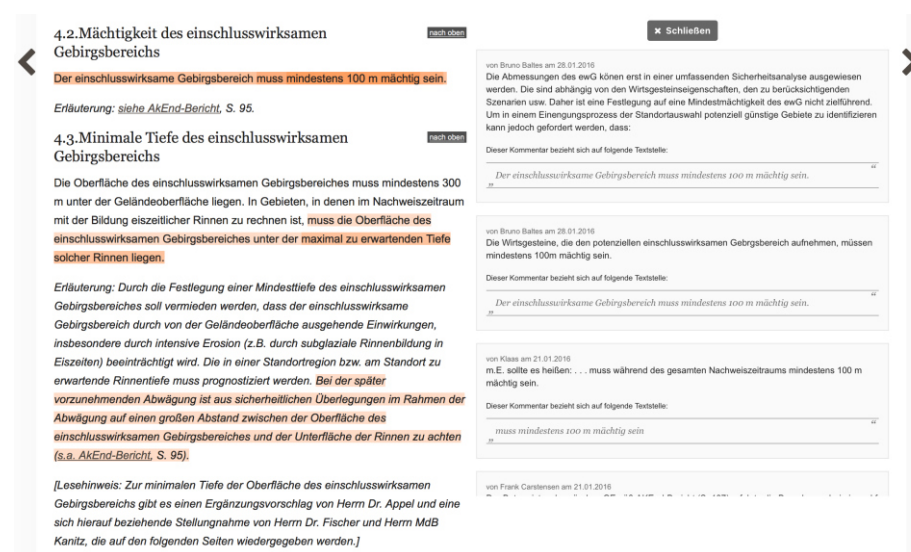 4.2.Mächtigkeit des einschlusswirksamen
Gebirgsbereichs
nach oben
Der einschlusswirksame Gebirgsbereich muss mindestens 100 m mächtig sein.
Erläuterung: siehe AkEnd-Bericht, S. 95.
4.3.Minimale Tiefe des einschlusswirksamen
Gebirgsbereichs
nach oben
Die Oberfläche des einschlusswirksamen Gebirgsbereiches muss mindestens 300
m unter der Geländeoberfläche liegen. In Gebieten, in denen im Nachweiszeitraum
mit der Bildung eiszeitlicher Rinnen zu rechnen ist, muss die Oberfläche des
einschlusswirksamen Gebirgsbereiches unter der maximal zu erwartenden Tiefe
solcher Rinnen liegen.
Erläuterung: Durch die Festlegung einer Mindesttiefe des einschlusswirksamen
Gebirgsbereiches soll vermieden werden, dass der einschlusswirksame
Gebirgsbereich durch von der Geländeoberfläche ausgehende Einwirkungen,
insbesondere durch intensive Erosion (z.B. durch subglaziale Rinnenbildung in
Eiszeiten) beeinträchtigt wird. Die in einer Standortregion bzw. am Standort zu
erwartende Rinnentiefe muss prognostiziert werden. Bei der später
vorzunehmenden Abwägung ist aus sicherheitlichen Überlegungen im Rahmen der
Abwägung auf einen großen Abstand zwischen der Oberfläche des
einschlusswirksamen Gebirgsbereiches und der Unterfläche der Rinnen zu achten
(s.a. AkEnd-Bericht, S. 95).
[Lesehinweis: Zur minimalen Tiefe der Oberfläche des einschlusswirksamen
Gebirgsbereichs gibt es einen Ergänzungsvorschlag von Herrn Dr. Appel und eine
sich hierauf beziehende Stellungnahme von Herrn Dr. Fischer und Herrn MdB
Kanitz, die auf den folgenden Seiten wiedergegeben werden.]
✖ Schließen
von Bruno Baltes am 28.01.2016
Die Abmessungen des ewG könen erst in einer umfassenden Sicherheitsanalyse ausgewiesen
werden. Die sind abhängig von den Wirtsgesteinseigenschaften, den zu berücksichtigenden
Szenarien usw. Daher ist eine Festlegung auf eine Mindestmächtigkeit des ewG nicht zielführend.
Um in einem Einengungsprozess der Standortauswahl potenziell günstige Gebiete zu identifizieren
kann jedoch gefordert werden, dass:
Dieser Kommentar bezieht sich auf folgende Textstelle:
Der einschlusswirksame Gebirgsbereich muss mindestens 100 m mächtig sein.
von Bruno Baltes am 28.01.2016
Die Wirtsgesteine, die den potenziellen einschlusswirksamen Gebrgsbereich aufnehmen, müssen
mindestens 100m mächtig sein.
Dieser Kommentar bezieht sich auf folgende Textstelle:
Der einschlusswirksame Gebirgsbereich muss mindestens 100 m mächtig sein.
von Klaas am 21.01.2016
m.E. sollte es heißen: . . . muss während des gesamten Nachweiszeitraums mindestens 100 m
mächtig sein.
Dieser Kommentar bezieht sich auf folgende Textstelle:
muss mindestens 100 m mächtig sein
von Frank Carstensen am 21.01.2016